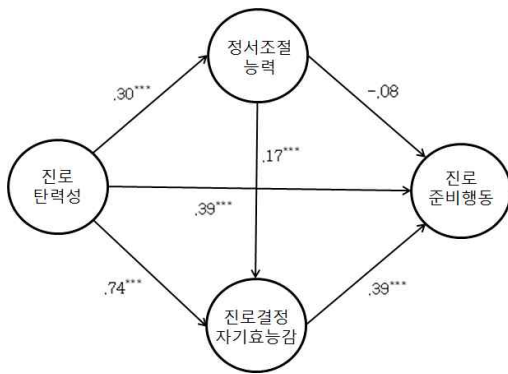 정서조절
능력
.30***
-.08
.17***
진로
탄력성
진로
준비행동
.39***
.74***
.39***
진로결정
자기효능감